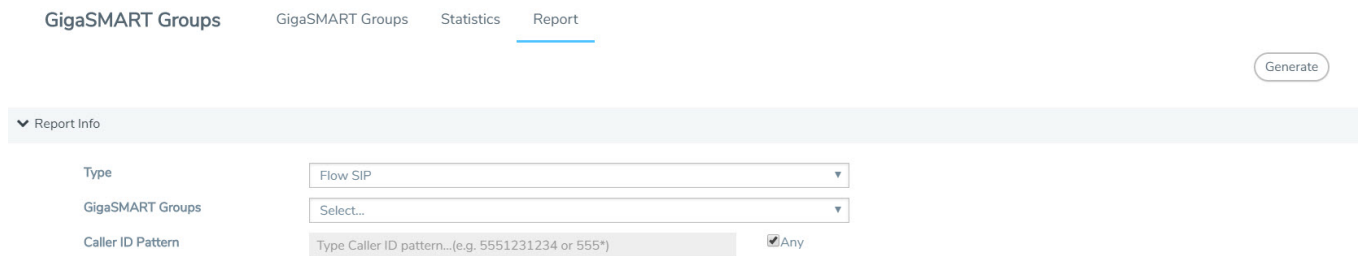 GigaSMART Groups GigaSMART Groups Statistics Report
Generate
Report Info
Type Flow SIP
GigaSMART Groups Select...
Caller ID Pattern Type Caller ID pattern...(e.g. 5551231234 or 555*) Any